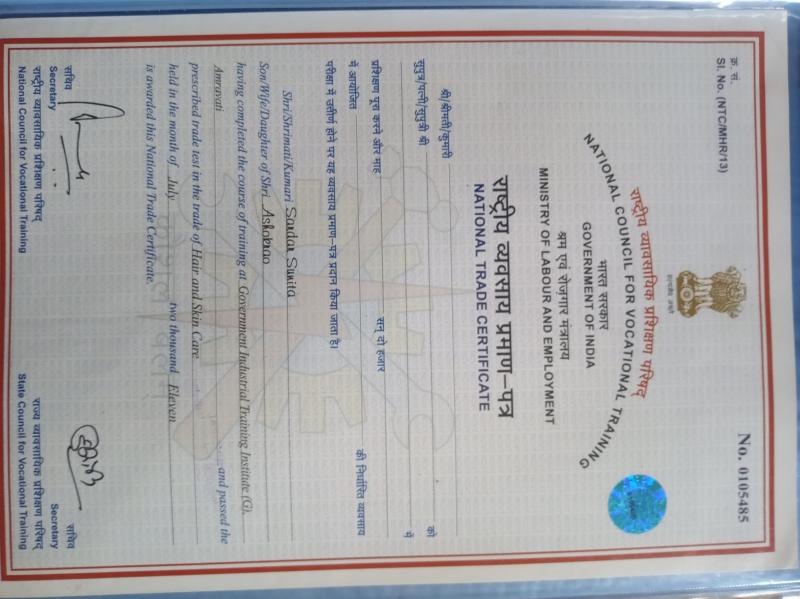 क्र. सं.
Sl. No. (NTC/MHR/13)
No. 0105485
सत्यमेव जयते
राष्ट्रीय व्यावसायिक प्रशिक्षण परिषद्
NATIONAL COUNCIL FOR VOCATIONAL TRAINING
भारत सरकार
GOVERNMENT OF INDIA
श्रम एवं रोज़गार मंत्रालय
MINISTRY OF LABOUR AND EMPLOYMENT
राष्ट्रीय व्यवसाय प्रमाण-पत्र
NATIONAL TRADE CERTIFICATE
श्री/श्रीमती/कुमारी को
सुपुत्र/पत्नी/सुपुत्री श्री में
प्रशिक्षण पूरा करने और माह सन् दो हजार
में आयोजित की निर्धारित व्यवसाय
परीक्षा में उत्तीर्ण होने पर यह व्यवसाय प्रमाण-पत्र प्रदान किया जाता है।
Shri/Shrimati/Kumari Sunita
Son/Wife/Daughter of Shri Ashokrao
having completed the course of training at Government Industrial Training Institute (G).
Amravati and passed the
prescribed trade test in the trade of Hair and Skin Care
held in the month of July two thousand Eleven
is awarded this National Trade Certificate.
सचिव
Secretary
राष्ट्रीय व्यावसायिक प्रशिक्षण परिषद्
National Council for Vocational Training
सचिव
Secretary
राज्य व्यावसायिक प्रशिक्षण परिषद्
State Council for Vocational Training